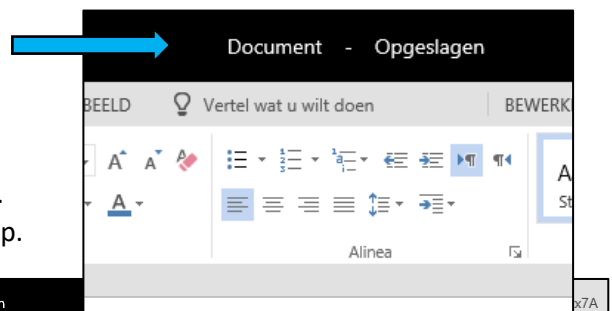 Document - Opgeslagen
BEELD Vertel wat u wilt doen BEWERK
p.
Alinea
x7A